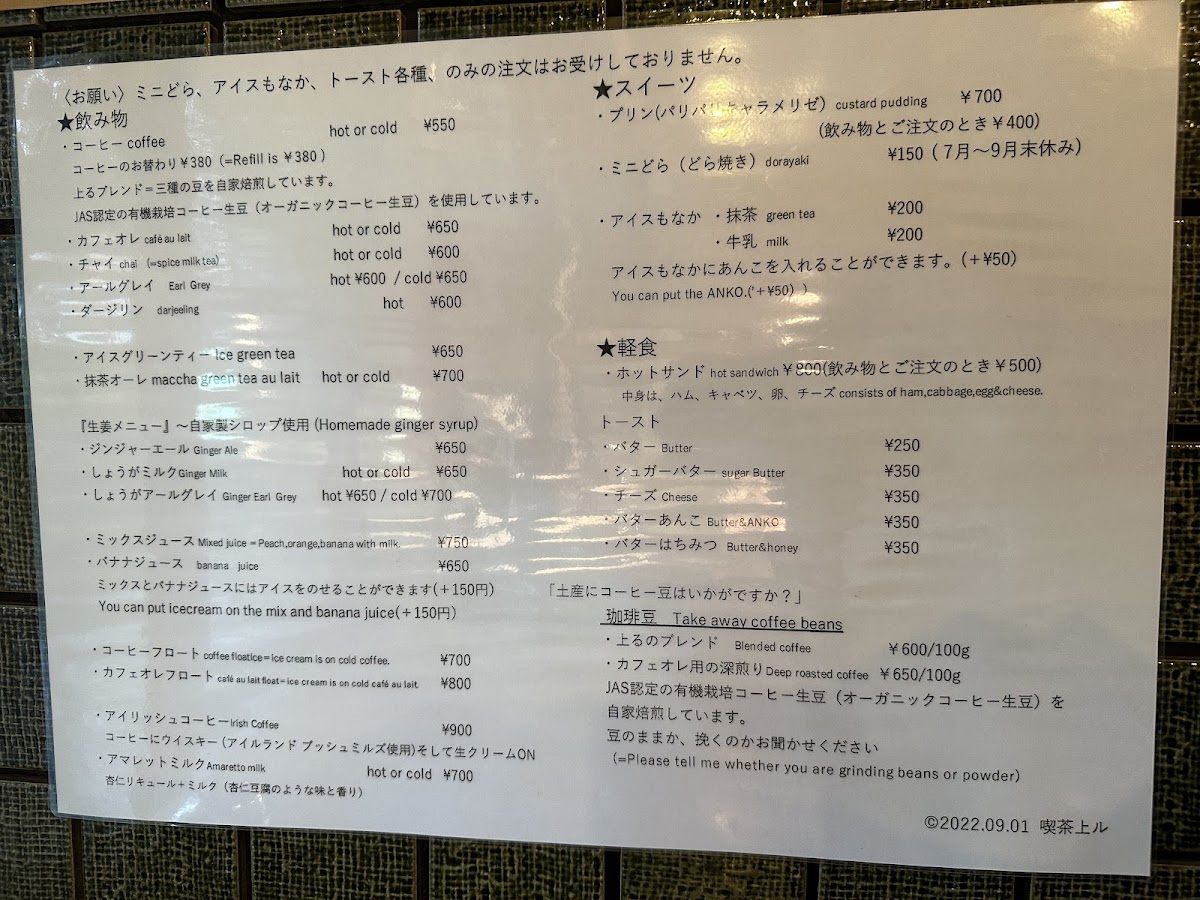 〈お願い〉ミニどら、アイスもなか、トースト各種、のみの注文はお受けしておりません。
★飲み物
・コーヒー coffee hot or cold ¥550
コーヒーのお替わり¥380(=Refill is ¥380)
上るブレンド=三種の豆を自家焙煎しています。
JAS認定の有機栽培コーヒー生豆(オーガニックコーヒー生豆)を使用しています。
・カフェオレ café au lait hot or cold ¥650
・チャイ chai (=spice milk tea) hot or cold ¥600
・アールグレイ Earl Grey hot ¥600 / cold ¥650
・ダージリン darjeeling hot ¥600
・アイスグリーンティー Ice green tea ¥650
・抹茶オーレ maccha green tea au lait hot or cold ¥700
『生姜メニュー』～自家製シロップ使用 (Homemade ginger syrup)
・ジンジャーエール Ginger Ale ¥650
・しょうがミルク Ginger Milk hot or cold ¥650
・しょうがアールグレイ Ginger Earl Grey hot ¥650 / cold ¥700
・ミックスジュース Mixed juice = Peach,orange,banana with milk. ¥750
・バナナジュース banana juice ¥650
ミックスとバナナジュースにはアイスをのせることができます(+150円)
You can put icecream on the mix and banana juice(+150円)
・コーヒーフロート coffee floatIce= ice cream is on cold coffee. ¥700
・カフェオレフロート café au lait float= ice cream is on cold café au lait ¥800
・アイリッシュコーヒー Irish Coffee ¥900
コーヒーにウイスキー(アイルランド ブッシュミルズ使用)そして生クリームON
・アマレットミルク Amaretto milk hot or cold ¥700
杏仁リキュール+ミルク(杏仁豆腐のような味と香り)
★スイーツ
・プリン(パリパリキャラメリゼ) custard pudding ¥700
(飲み物とご注文のとき¥400)
・ミニどら(どら焼き) dorayaki ¥150(7月～9月末休み)
・アイスもなか ・抹茶 green tea ¥200
・牛乳 milk ¥200
アイスもなかにあんこを入れることができます。(+¥50)
You can put the ANKO.('+¥50))
★軽食
・ホットサンド hot sandwich ¥800(飲み物とご注文のとき¥500)
中身は、ハム、キャベツ、卵、チーズ consists of ham,cabbage,egg&cheese.
トースト
・バター Butter ¥250
・シュガーバター sugar Butter ¥350
・チーズ Cheese ¥350
・バターあんこ Butter&ANKO ¥350
・バターはちみつ Butter&honey ¥350
「土産にコーヒー豆はいかがですか？」
珈琲豆 Take away coffee beans
・上るのブレンド Blended coffee ¥600/100g
・カフェオレ用の深煎り Deep roasted coffee ¥650/100g
JAS認定の有機栽培コーヒー生豆(オーガニックコーヒー生豆)を
自家焙煎しています。
豆のままか、挽くのかお聞かせください
(=Please tell me whether you are grinding beans or powder)
©2022.09.01 喫茶上ル